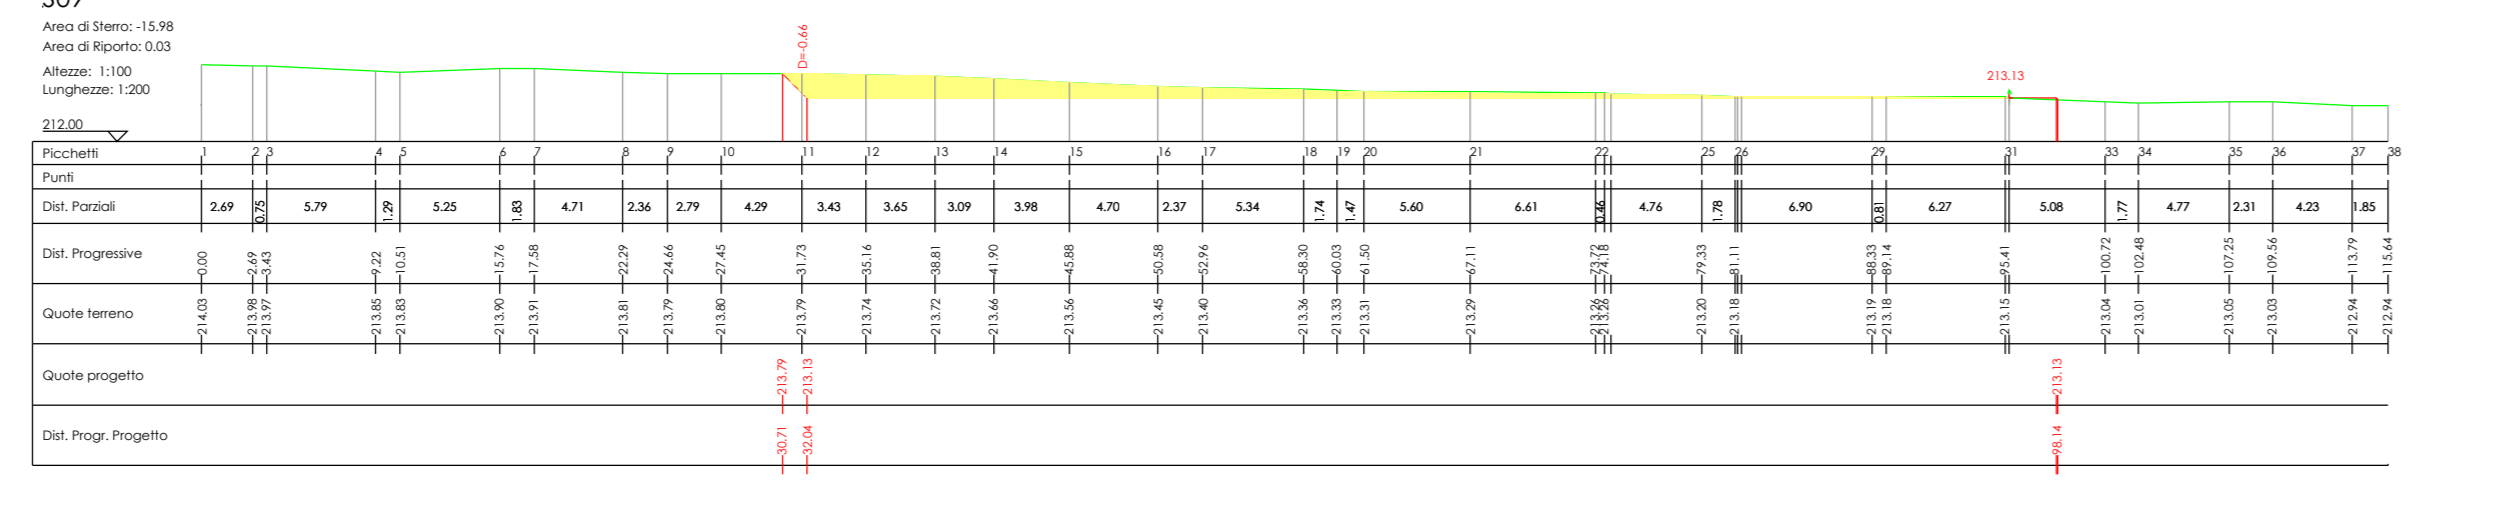 S09
Area di Sterro: -15.98
Area di Riporto: 0.03
Altezze: 1:100
Lunghezze: 1:200
212.00
D=-0.66
213.13
Picchetti 1 2 3 4 5 6 7 8 9 10 11 12 13 14 15 16 17 18 19 20 21 22 25 26 29 31 33 34 35 36 37 38
Punti
Dist. Parziali 2.69 0.75 5.79 1.29 5.25 1.83 4.71 2.36 2.79 4.29 3.43 3.65 3.09 3.98 4.70 2.37 5.34 1.74 1.47 5.60 6.61 0.46 4.76 1.78 6.90 0.81 6.27 5.08 1.77 4.77 2.31 4.23 1.85
Dist. Progressive 0.00 2.69 3.43 9.22 10.51 15.76 17.58 22.29 24.66 27.45 31.73 35.16 38.81 41.90 45.88 50.58 52.96 58.30 60.03 61.50 67.11 73.72 74.18 79.33 81.11 88.33 89.14 95.41 100.72 102.48 107.25 109.56 113.79 115.64
Quote terreno 214.03 213.98 213.97 213.85 213.83 213.90 213.91 213.81 213.79 213.80 213.79 213.74 213.72 213.66 213.56 213.45 213.40 213.36 213.33 213.31 213.29 213.26 213.26 213.20 213.18 213.19 213.18 213.15 213.04 213.01 213.05 213.03 212.94 212.94
Quote progetto 213.79 213.13 213.13
Dist. Progr. Progetto 30.71 32.04 98.14